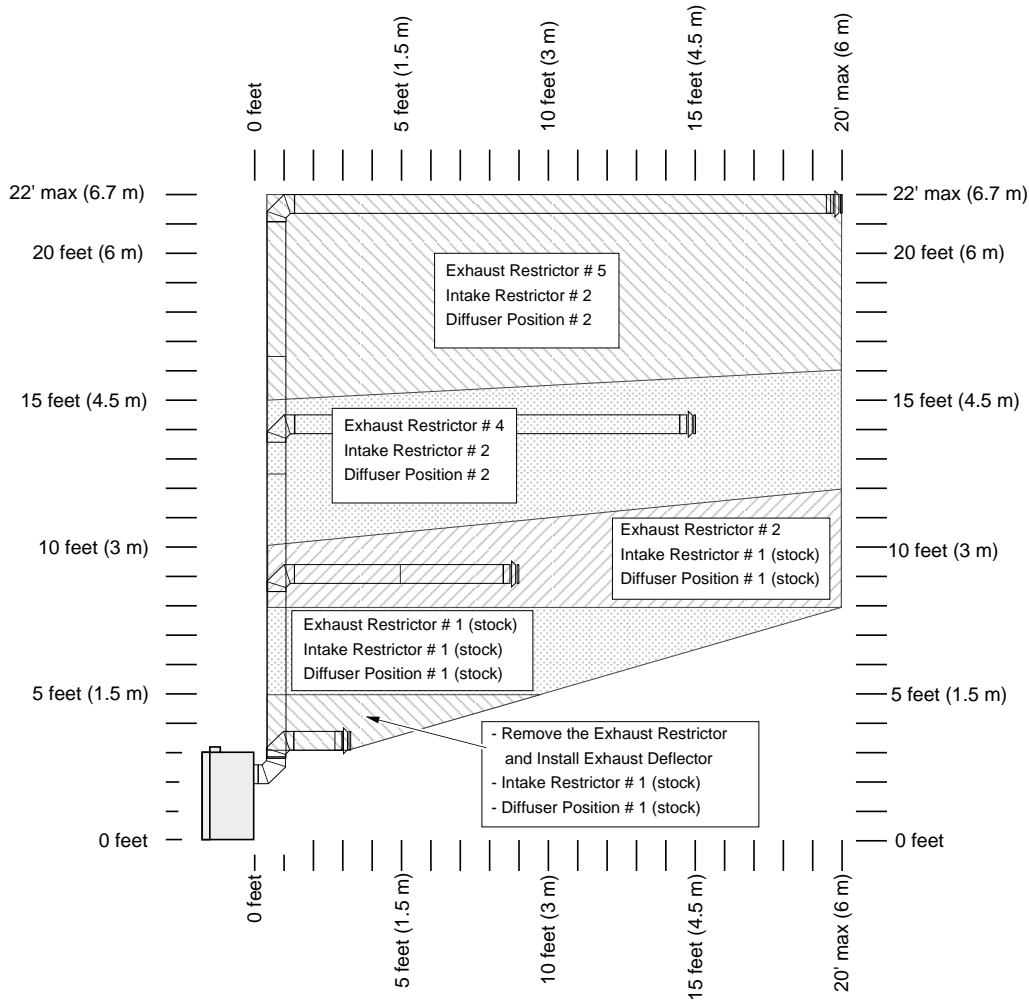 0 feet
5 feet (1.5 m)
10 feet (3 m)
15 feet (4.5 m)
20' max (6 m)
22' max (6.7 m)
22' max (6.7 m)
20 feet (6 m)
20 feet (6 m)
Exhaust Restrictor # 5
Intake Restrictor # 2
Diffuser Position # 2
15 feet (4.5 m)
15 feet (4.5 m)
Exhaust Restrictor # 4
Intake Restrictor # 2
Diffuser Position # 2
10 feet (3 m)
10 feet (3 m)
Exhaust Restrictor # 2
Intake Restrictor # 1 (stock)
Diffuser Position # 1 (stock)
Exhaust Restrictor # 1 (stock)
Intake Restrictor # 1 (stock)
Diffuser Position # 1 (stock)
5 feet (1.5 m)
5 feet (1.5 m)
- Remove the Exhaust Restrictor
and Install Exhaust Deflector
- Intake Restrictor # 1 (stock)
- Diffuser Position # 1 (stock)
0 feet
0 feet
0 feet
5 feet (1.5 m)
10 feet (3 m)
15 feet (4.5 m)
20' max (6 m)